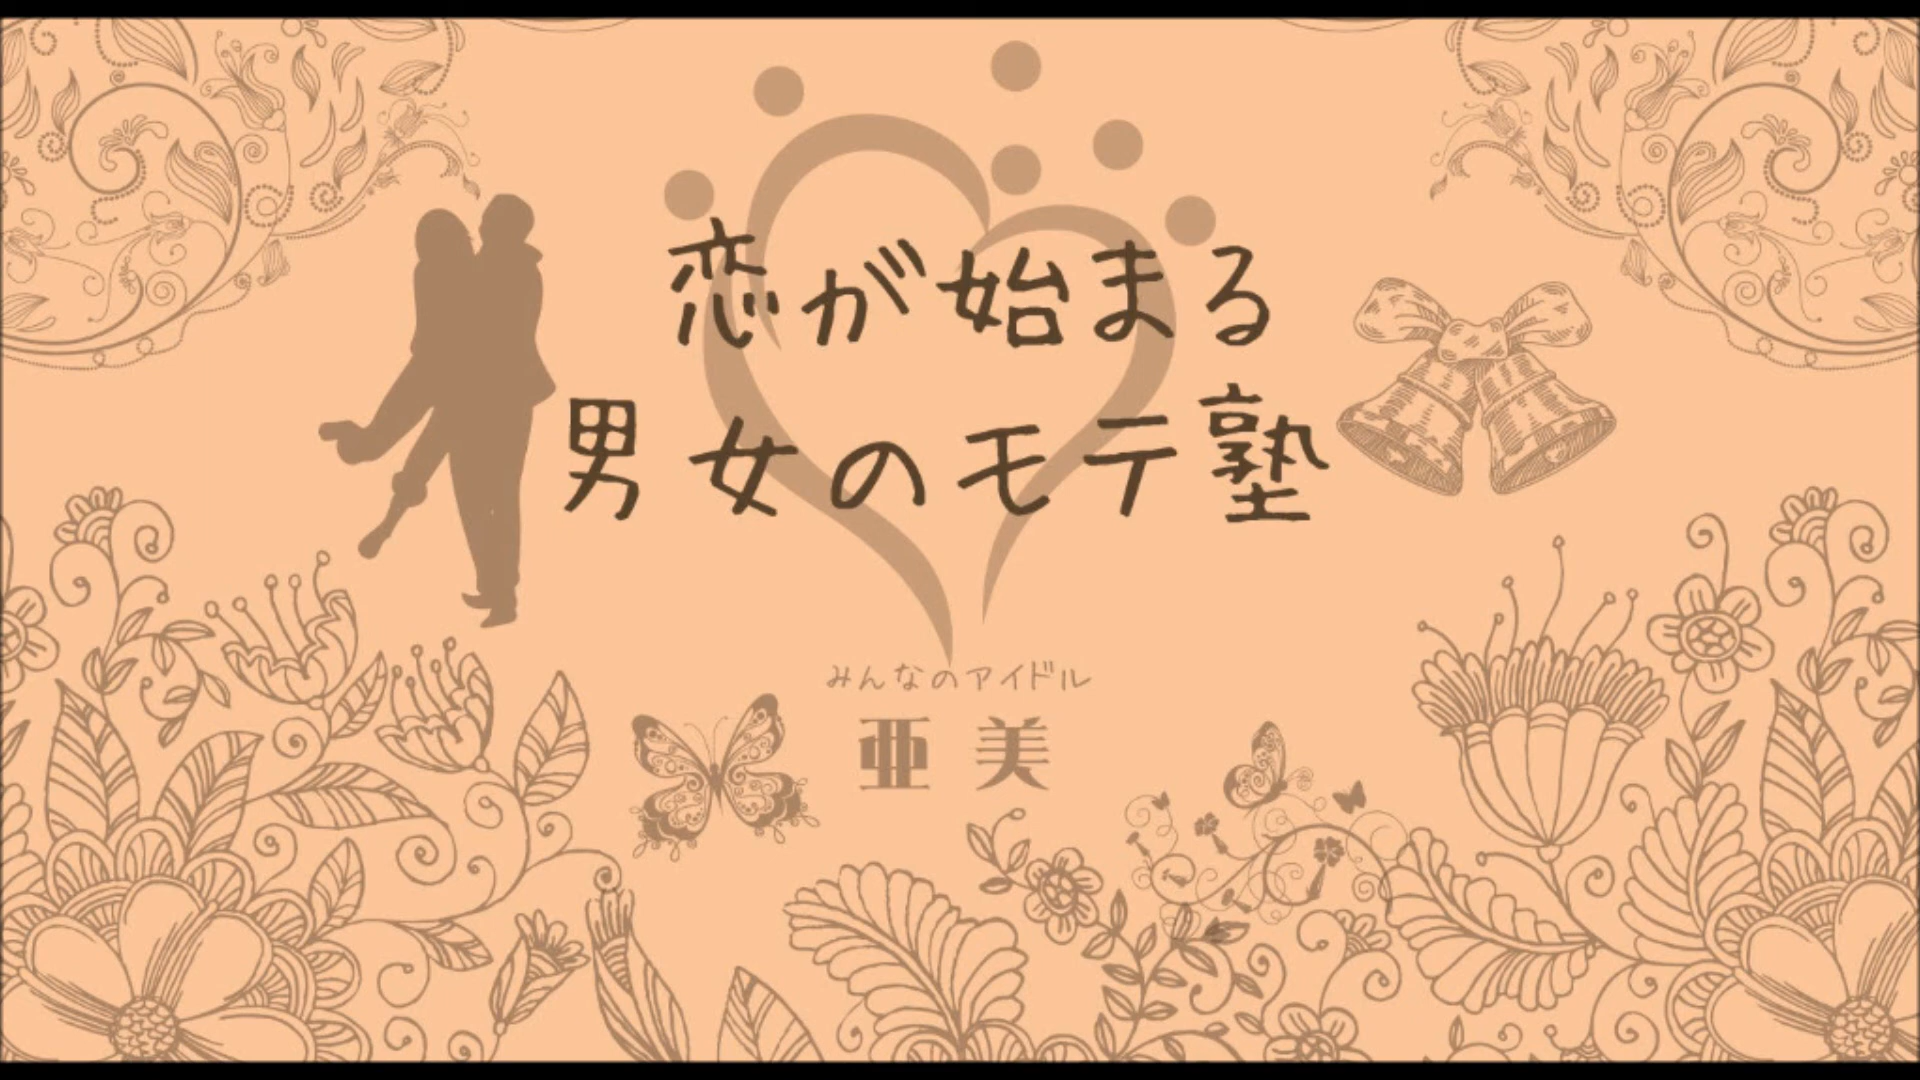 恋が始まる
男女のモテ塾
みんなのアイドル
亜美